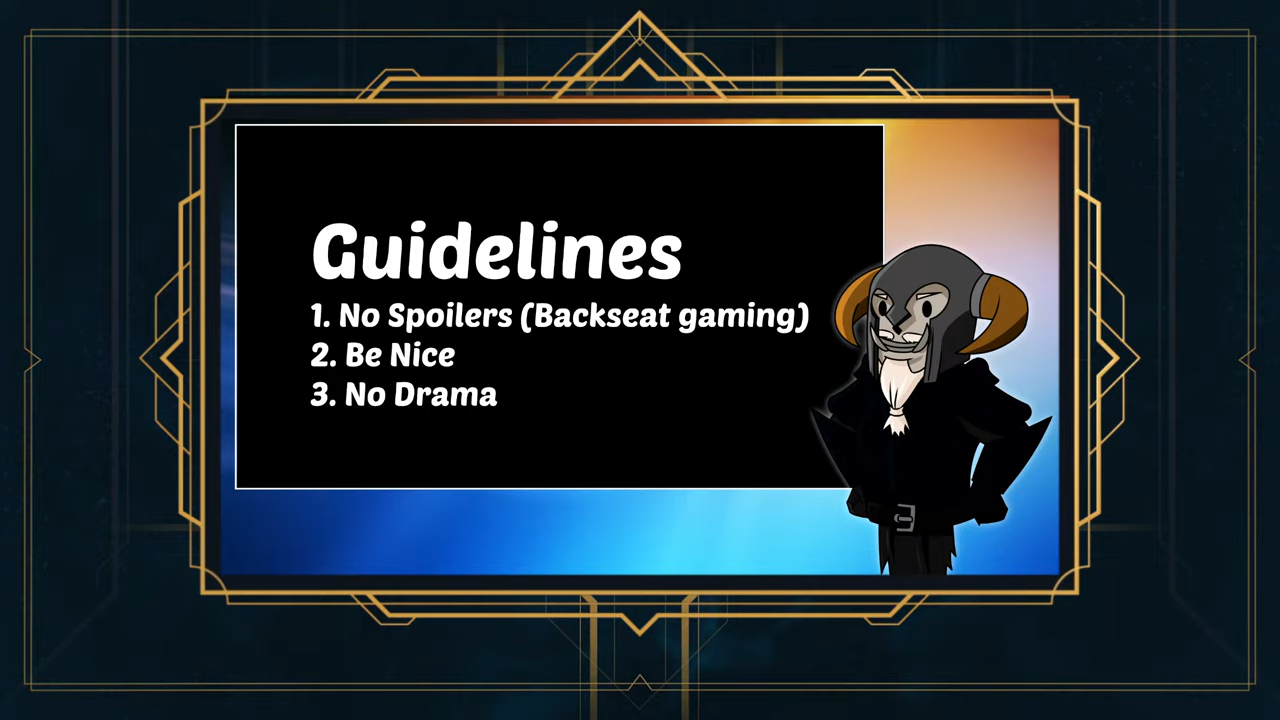 Guidelines
1. No Spoilers (Backseat gaming)
2. Be Nice
3. No Drama